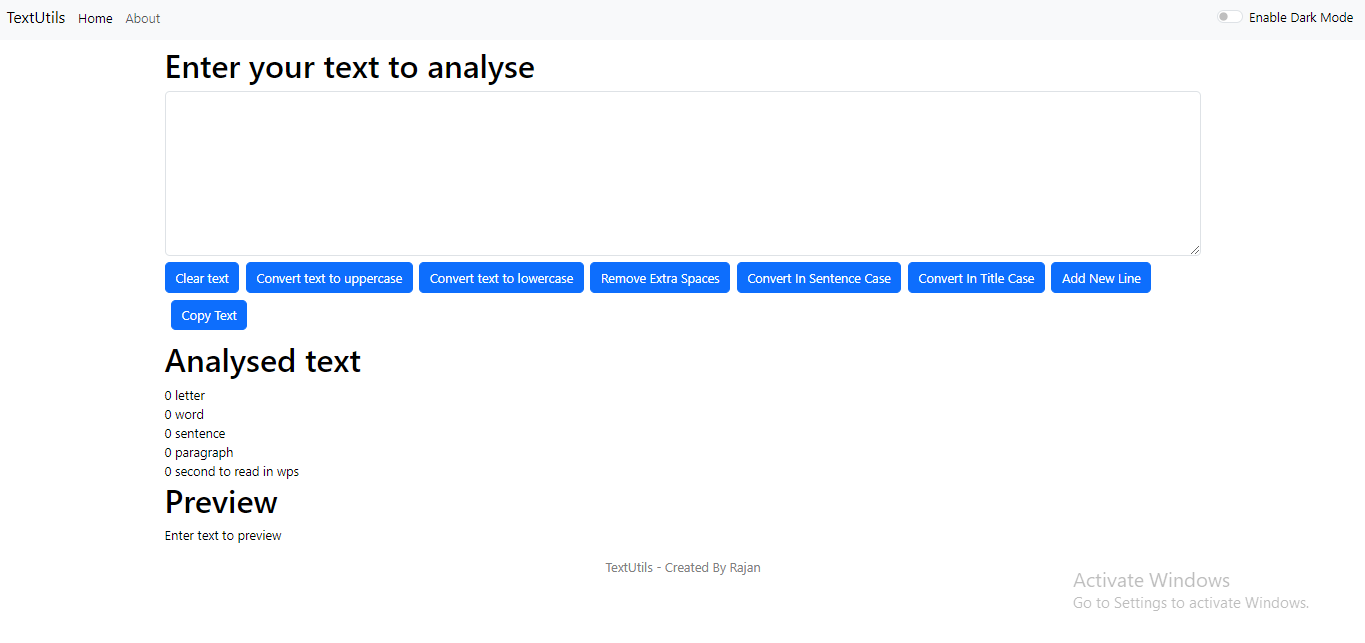 TextUtils Home About Enable Dark Mode
Enter your text to analyse
Clear text Convert text to uppercase Convert text to lowercase Remove Extra Spaces Convert In Sentence Case Convert In Title Case Add New Line
Copy Text
Analysed text
0 letter
0 word
0 sentence
0 paragraph
0 second to read in wps
Preview
Enter text to preview
TextUtils - Created By Rajan
Activate Windows
Go to Settings to activate Windows.